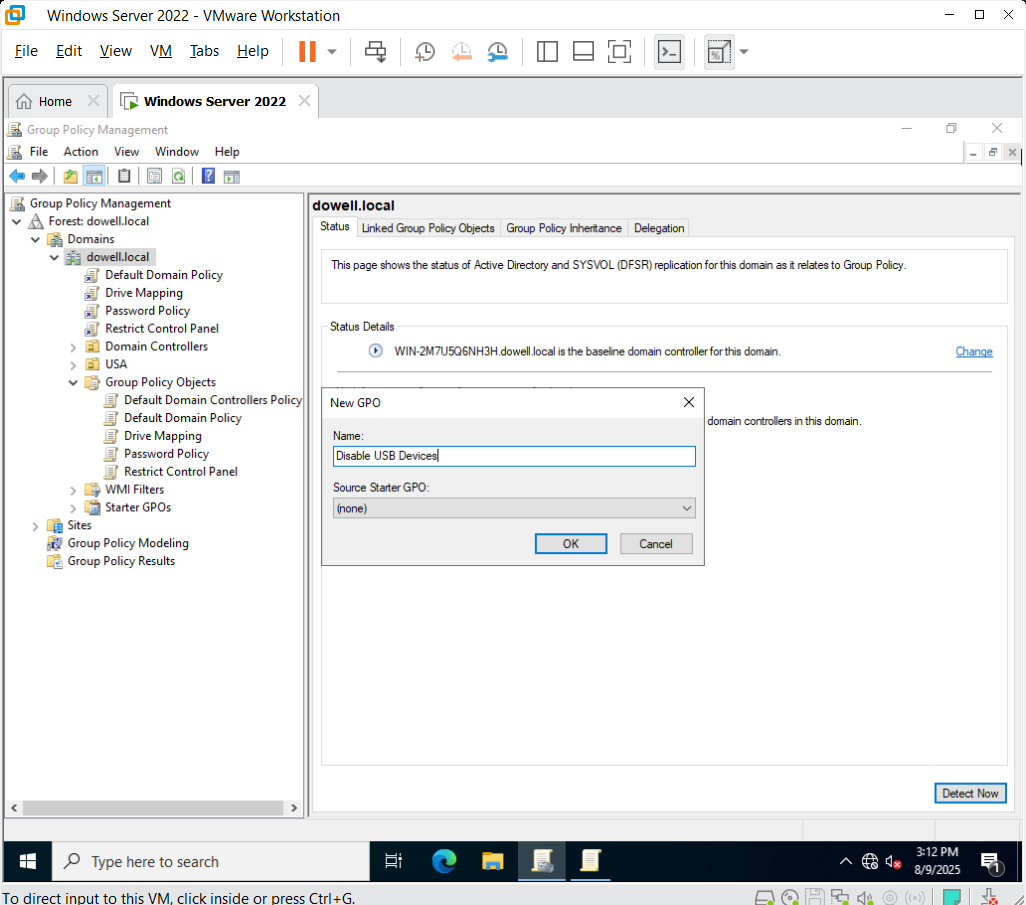 Windows Server 2022 - VMware Workstation
File Edit View VM Tabs Help
Home Windows Server 2022
Group Policy Management
File Action View Window Help
Group Policy Management
Forest: dowell.local
Domains
dowell.local
Default Domain Policy
Drive Mapping
Password Policy
Restrict Control Panel
Domain Controllers
USA
Group Policy Objects
Default Domain Controllers Policy
Default Domain Policy
Drive Mapping
Password Policy
Restrict Control Panel
WMI Filters
Starter GPOs
Sites
Group Policy Modeling
Group Policy Results
dowell.local
Status Linked Group Policy Objects Group Policy Inheritance Delegation
This page shows the status of Active Directory and SYSVOL (DFSR) replication for this domain as it relates to Group Policy.
Status Details
WIN-2M7U5Q6NH3H.dowell.local is the baseline domain controller for this domain. Change
domain controllers in this domain.
New GPO
Name:
Disable USB Devices
Source Starter GPO:
(none)
OK Cancel
Detect Now
Type here to search
3:12 PM
8/9/2025
1
To direct input to this VM, click inside or press Ctrl+G.